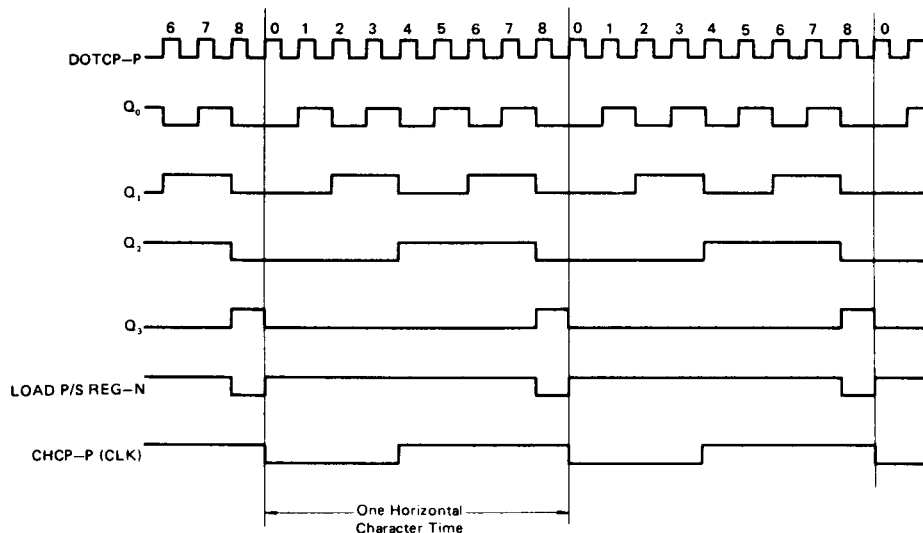 6 7 8 0 1 2 3 4 5 6 7 8 0 1 2 3 4 5 6 7 8 0
DOTCP–P
Q₀
Q₁
Q₂
Q₃
LOAD P/S REG–N
CHCP–P (CLK)
One Horizontal
Character Time